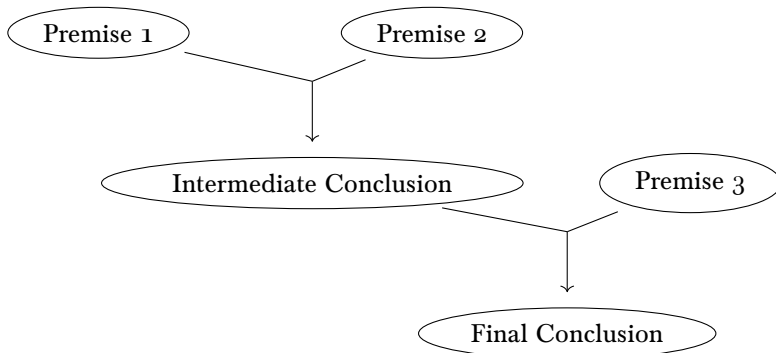 Premise 1
Premise 2
Intermediate Conclusion
Premise 3
Final Conclusion